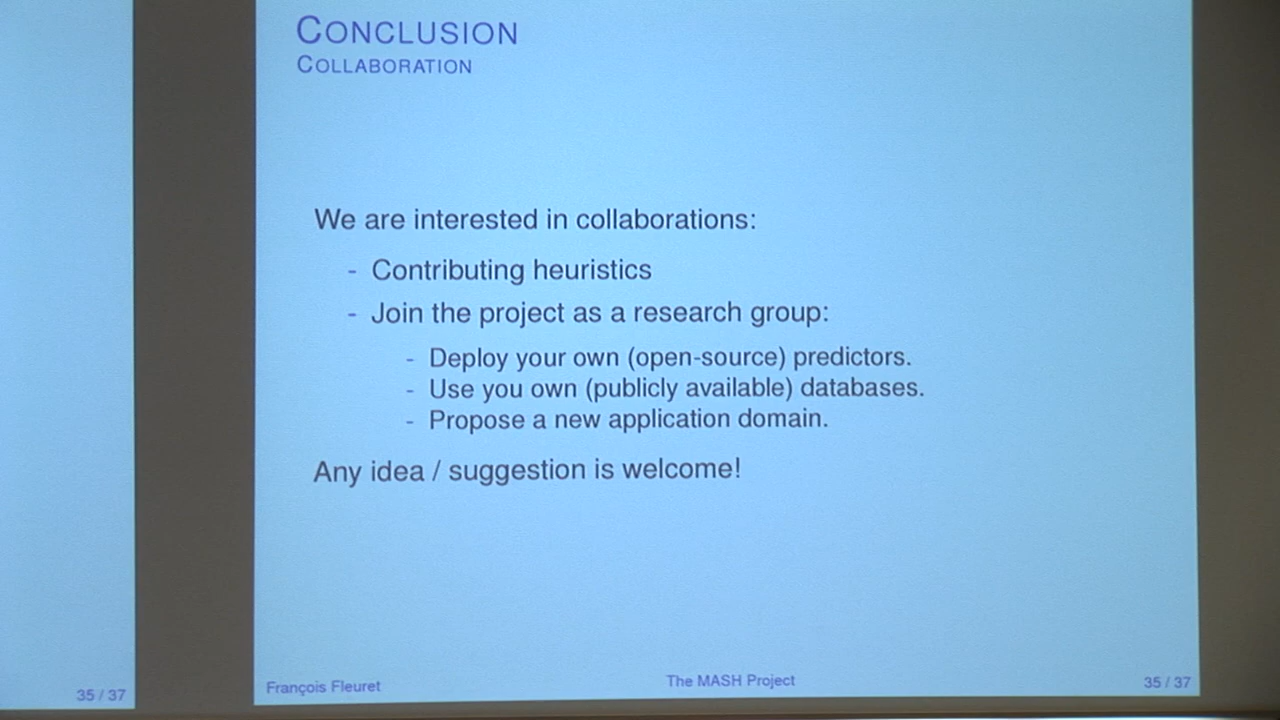 CONCLUSION
COLLABORATION
We are interested in collaborations:
- Contributing heuristics
- Join the project as a research group:
- Deploy your own (open-source) predictors.
- Use you own (publicly available) databases.
- Propose a new application domain.
Any idea / suggestion is welcome!
35 / 37
François Fleuret
The MASH Project
35 / 37